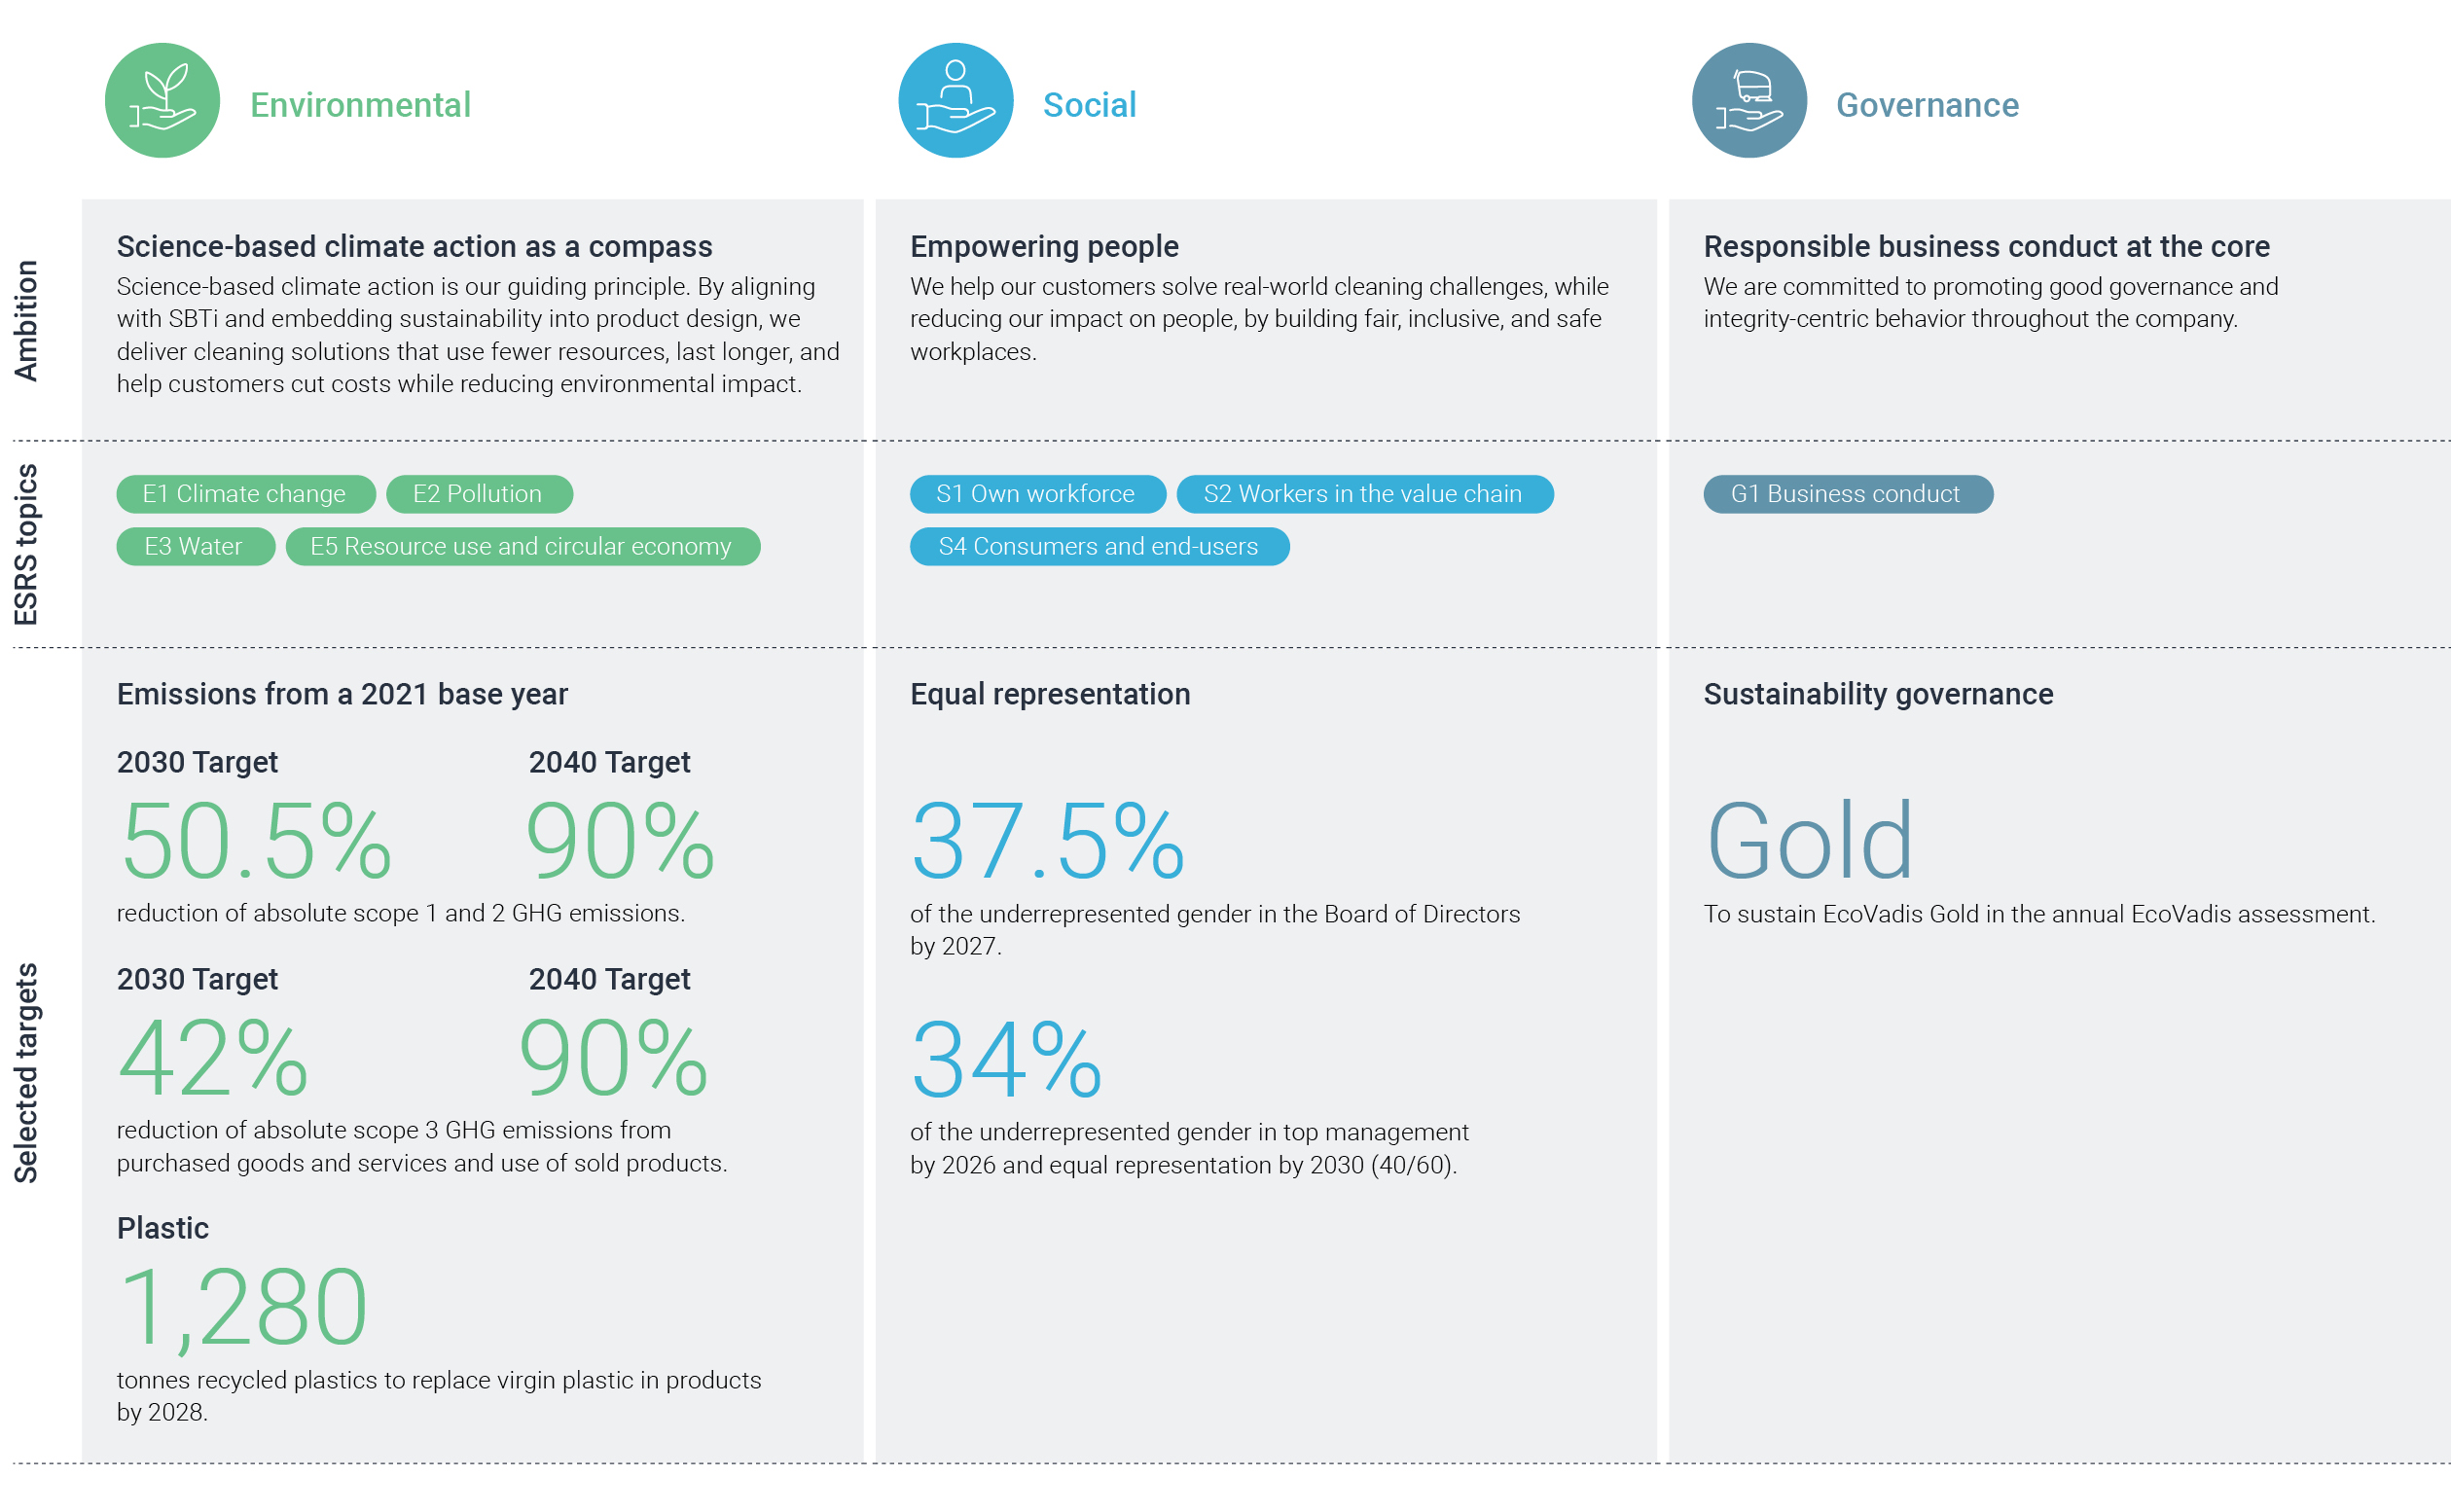 Environmental
Social
Governance
Ambition
Science-based climate action as a compass
Science-based climate action is our guiding principle. By aligning
with SBTi and embedding sustainability into product design, we
deliver cleaning solutions that use fewer resources, last longer, and
help customers cut costs while reducing environmental impact.
Empowering people
We help our customers solve real-world cleaning challenges, while
reducing our impact on people, by building fair, inclusive, and safe
workplaces.
Responsible business conduct at the core
We are committed to promoting good governance and
integrity-centric behavior throughout the company.
ESRS topics
E1 Climate change
E2 Pollution
E3 Water
E5 Resource use and circular economy
S1 Own workforce
S2 Workers in the value chain
S4 Consumers and end-users
G1 Business conduct
Selected targets
Emissions from a 2021 base year
2030 Target
2040 Target
50.5%
90%
reduction of absolute scope 1 and 2 GHG emissions.
2030 Target
2040 Target
42%
90%
reduction of absolute scope 3 GHG emissions from
purchased goods and services and use of sold products.
Plastic
1,280
tonnes recycled plastics to replace virgin plastic in products
by 2028.
Equal representation
37.5%
of the underrepresented gender in the Board of Directors
by 2027.
34%
of the underrepresented gender in top management
by 2026 and equal representation by 2030 (40/60).
Sustainability governance
Gold
To sustain EcoVadis Gold in the annual EcoVadis assessment.